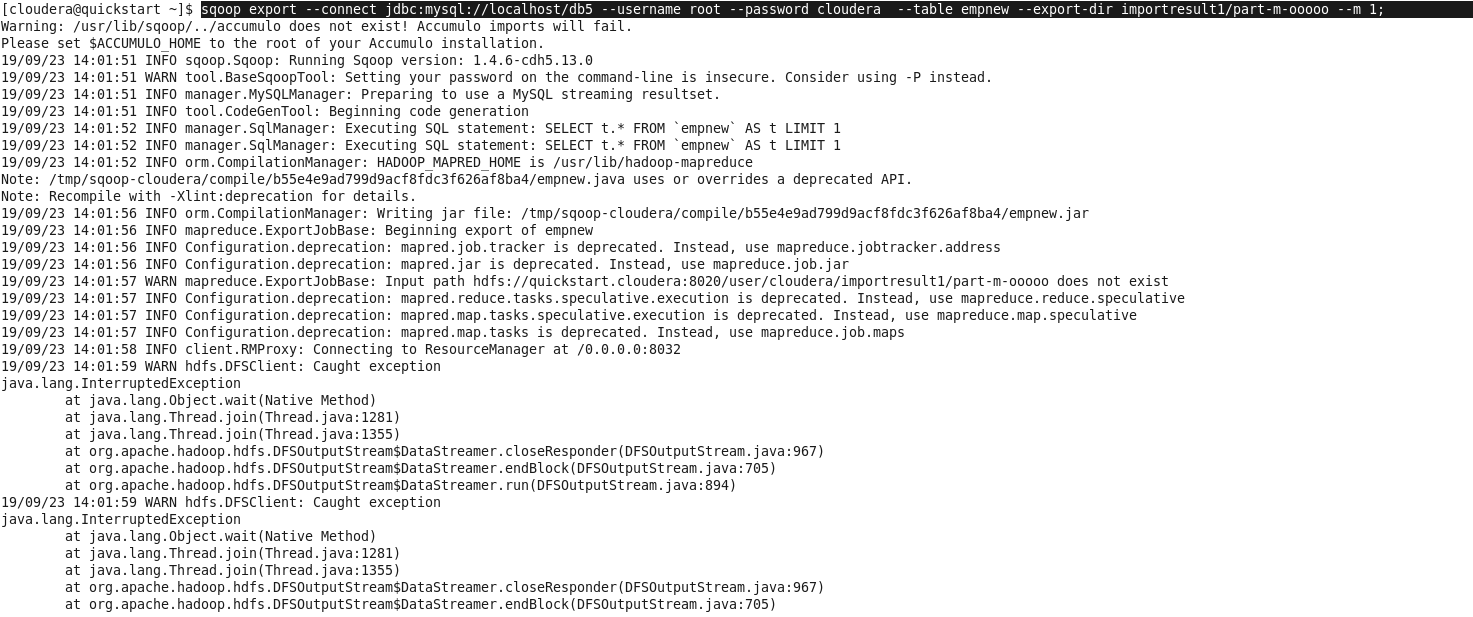 [cloudera@quickstart ~]$ sqoop export --connect jdbc:mysql://localhost/db5 --username root --password cloudera  --table empnew --export-dir importresult1/part-m-ooooo --m 1;
Warning: /usr/lib/sqoop/../accumulo does not exist! Accumulo imports will fail.
Please set $ACCUMULO_HOME to the root of your Accumulo installation.
19/09/23 14:01:51 INFO sqoop.Sqoop: Running Sqoop version: 1.4.6-cdh5.13.0
19/09/23 14:01:51 WARN tool.BaseSqoopTool: Setting your password on the command-line is insecure. Consider using -P instead.
19/09/23 14:01:51 INFO manager.MySQLManager: Preparing to use a MySQL streaming resultset.
19/09/23 14:01:51 INFO tool.CodeGenTool: Beginning code generation
19/09/23 14:01:52 INFO manager.SqlManager: Executing SQL statement: SELECT t.* FROM `empnew` AS t LIMIT 1
19/09/23 14:01:52 INFO manager.SqlManager: Executing SQL statement: SELECT t.* FROM `empnew` AS t LIMIT 1
19/09/23 14:01:52 INFO orm.CompilationManager: HADOOP_MAPRED_HOME is /usr/lib/hadoop-mapreduce
Note: /tmp/sqoop-cloudera/compile/b55e4e9ad799d9acf8fdc3f626af8ba4/empnew.java uses or overrides a deprecated API.
Note: Recompile with -Xlint:deprecation for details.
19/09/23 14:01:56 INFO orm.CompilationManager: Writing jar file: /tmp/sqoop-cloudera/compile/b55e4e9ad799d9acf8fdc3f626af8ba4/empnew.jar
19/09/23 14:01:56 INFO mapreduce.ExportJobBase: Beginning export of empnew
19/09/23 14:01:56 INFO Configuration.deprecation: mapred.job.tracker is deprecated. Instead, use mapreduce.jobtracker.address
19/09/23 14:01:56 INFO Configuration.deprecation: mapred.jar is deprecated. Instead, use mapreduce.job.jar
19/09/23 14:01:57 WARN mapreduce.ExportJobBase: Input path hdfs://quickstart.cloudera:8020/user/cloudera/importresult1/part-m-ooooo does not exist
19/09/23 14:01:57 INFO Configuration.deprecation: mapred.reduce.tasks.speculative.execution is deprecated. Instead, use mapreduce.reduce.speculative
19/09/23 14:01:57 INFO Configuration.deprecation: mapred.map.tasks.speculative.execution is deprecated. Instead, use mapreduce.map.speculative
19/09/23 14:01:57 INFO Configuration.deprecation: mapred.map.tasks is deprecated. Instead, use mapreduce.job.maps
19/09/23 14:01:58 INFO client.RMProxy: Connecting to ResourceManager at /0.0.0.0:8032
19/09/23 14:01:59 WARN hdfs.DFSClient: Caught exception
java.lang.InterruptedException
        at java.lang.Object.wait(Native Method)
        at java.lang.Thread.join(Thread.java:1281)
        at java.lang.Thread.join(Thread.java:1355)
        at org.apache.hadoop.hdfs.DFSOutputStream$DataStreamer.closeResponder(DFSOutputStream.java:967)
        at org.apache.hadoop.hdfs.DFSOutputStream$DataStreamer.endBlock(DFSOutputStream.java:705)
        at org.apache.hadoop.hdfs.DFSOutputStream$DataStreamer.run(DFSOutputStream.java:894)
19/09/23 14:01:59 WARN hdfs.DFSClient: Caught exception
java.lang.InterruptedException
        at java.lang.Object.wait(Native Method)
        at java.lang.Thread.join(Thread.java:1281)
        at java.lang.Thread.join(Thread.java:1355)
        at org.apache.hadoop.hdfs.DFSOutputStream$DataStreamer.closeResponder(DFSOutputStream.java:967)
        at org.apache.hadoop.hdfs.DFSOutputStream$DataStreamer.endBlock(DFSOutputStream.java:705)